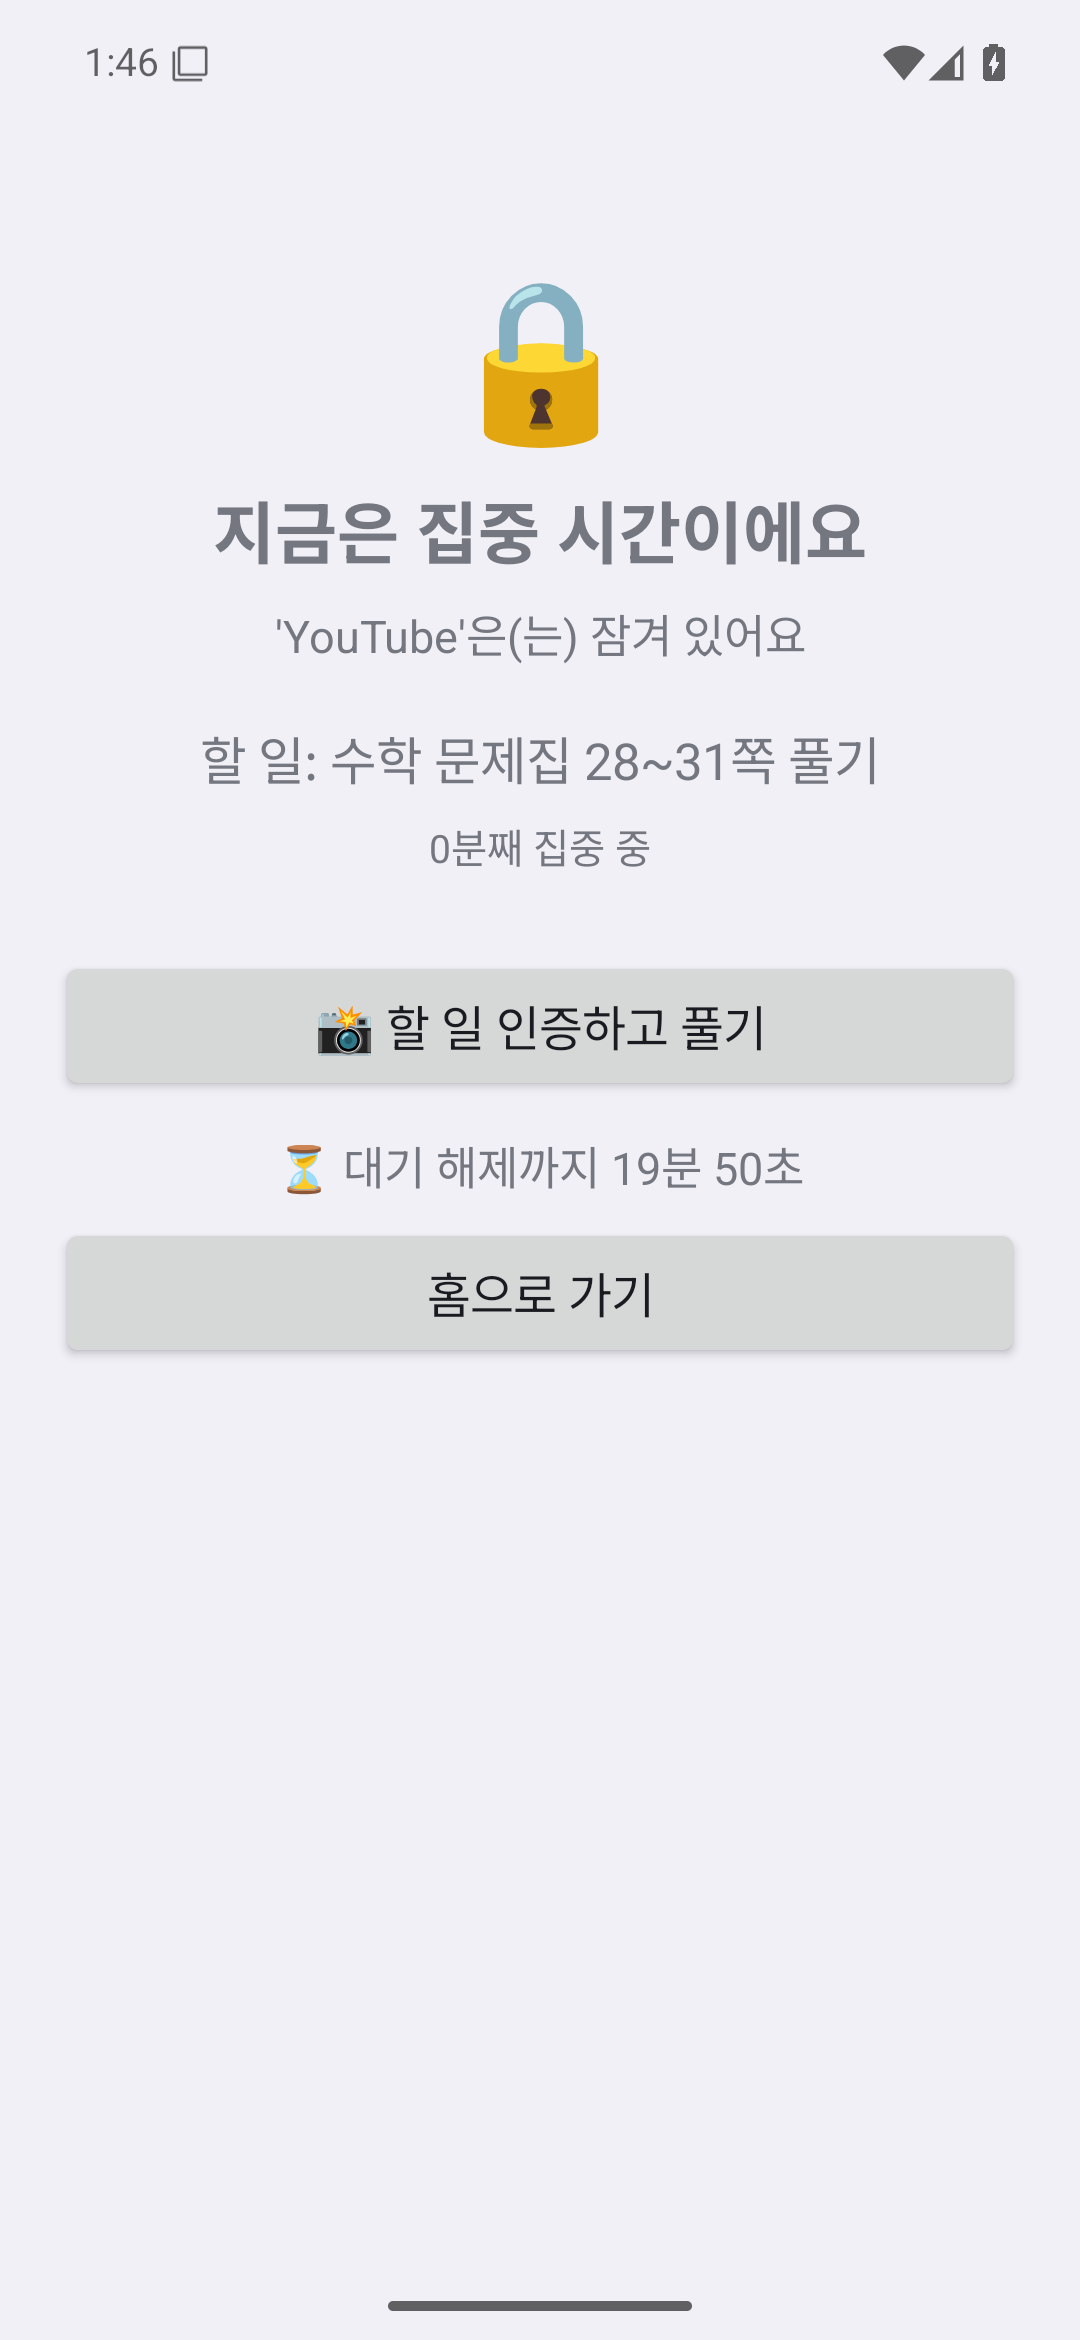 1:46
지금은 집중 시간이에요
'YouTube'은(는) 잠겨 있어요
할 일: 수학 문제집 28~31쪽 풀기
0분째 집중 중
📸 할 일 인증하고 풀기
⏳ 대기 해제까지 19분 50초
홈으로 가기